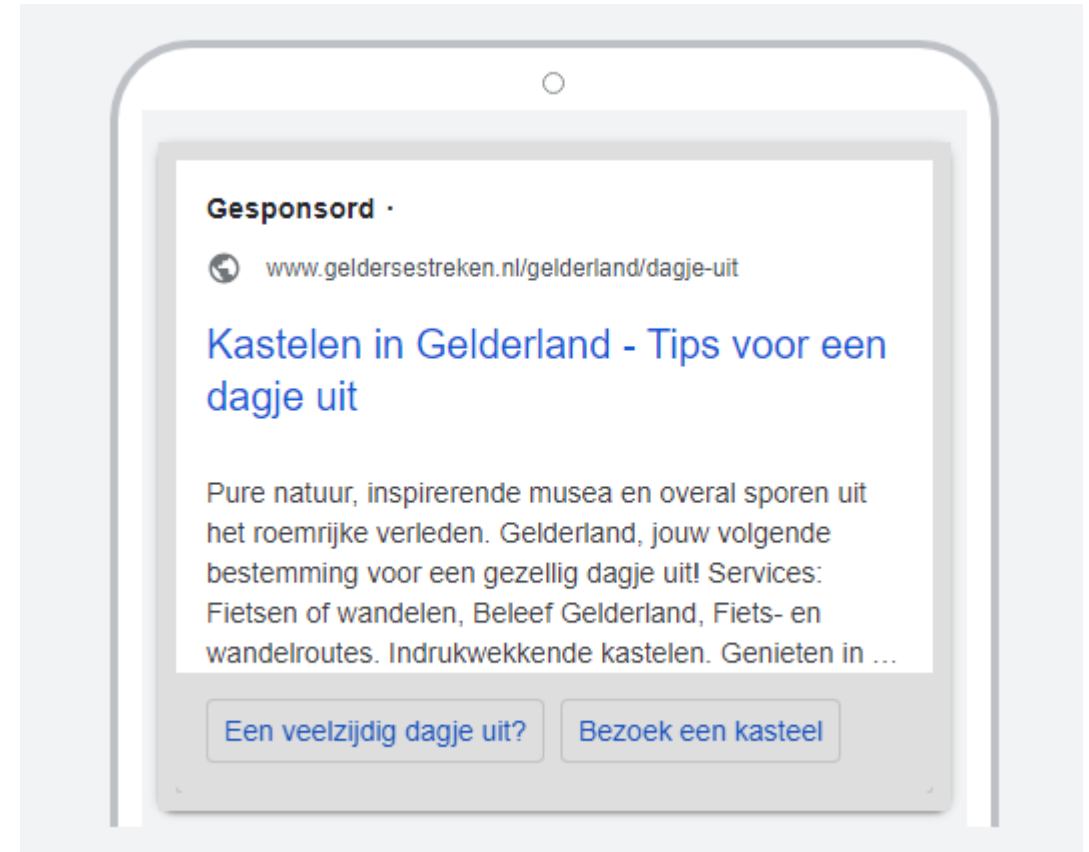 Gesponsord ·
www.geldersestreken.nl/gelderland/dagje-uit
Kastelen in Gelderland - Tips voor een
dagje uit
Pure natuur, inspirerende musea en overal sporen uit
het roemrijke verleden. Gelderland, jouw volgende
bestemming voor een gezellig dagje uit! Services:
Fietsen of wandelen, Beleef Gelderland, Fiets- en
wandelroutes. Indrukwekkende kastelen. Genieten in ...
Een veelzijdig dagje uit? Bezoek een kasteel